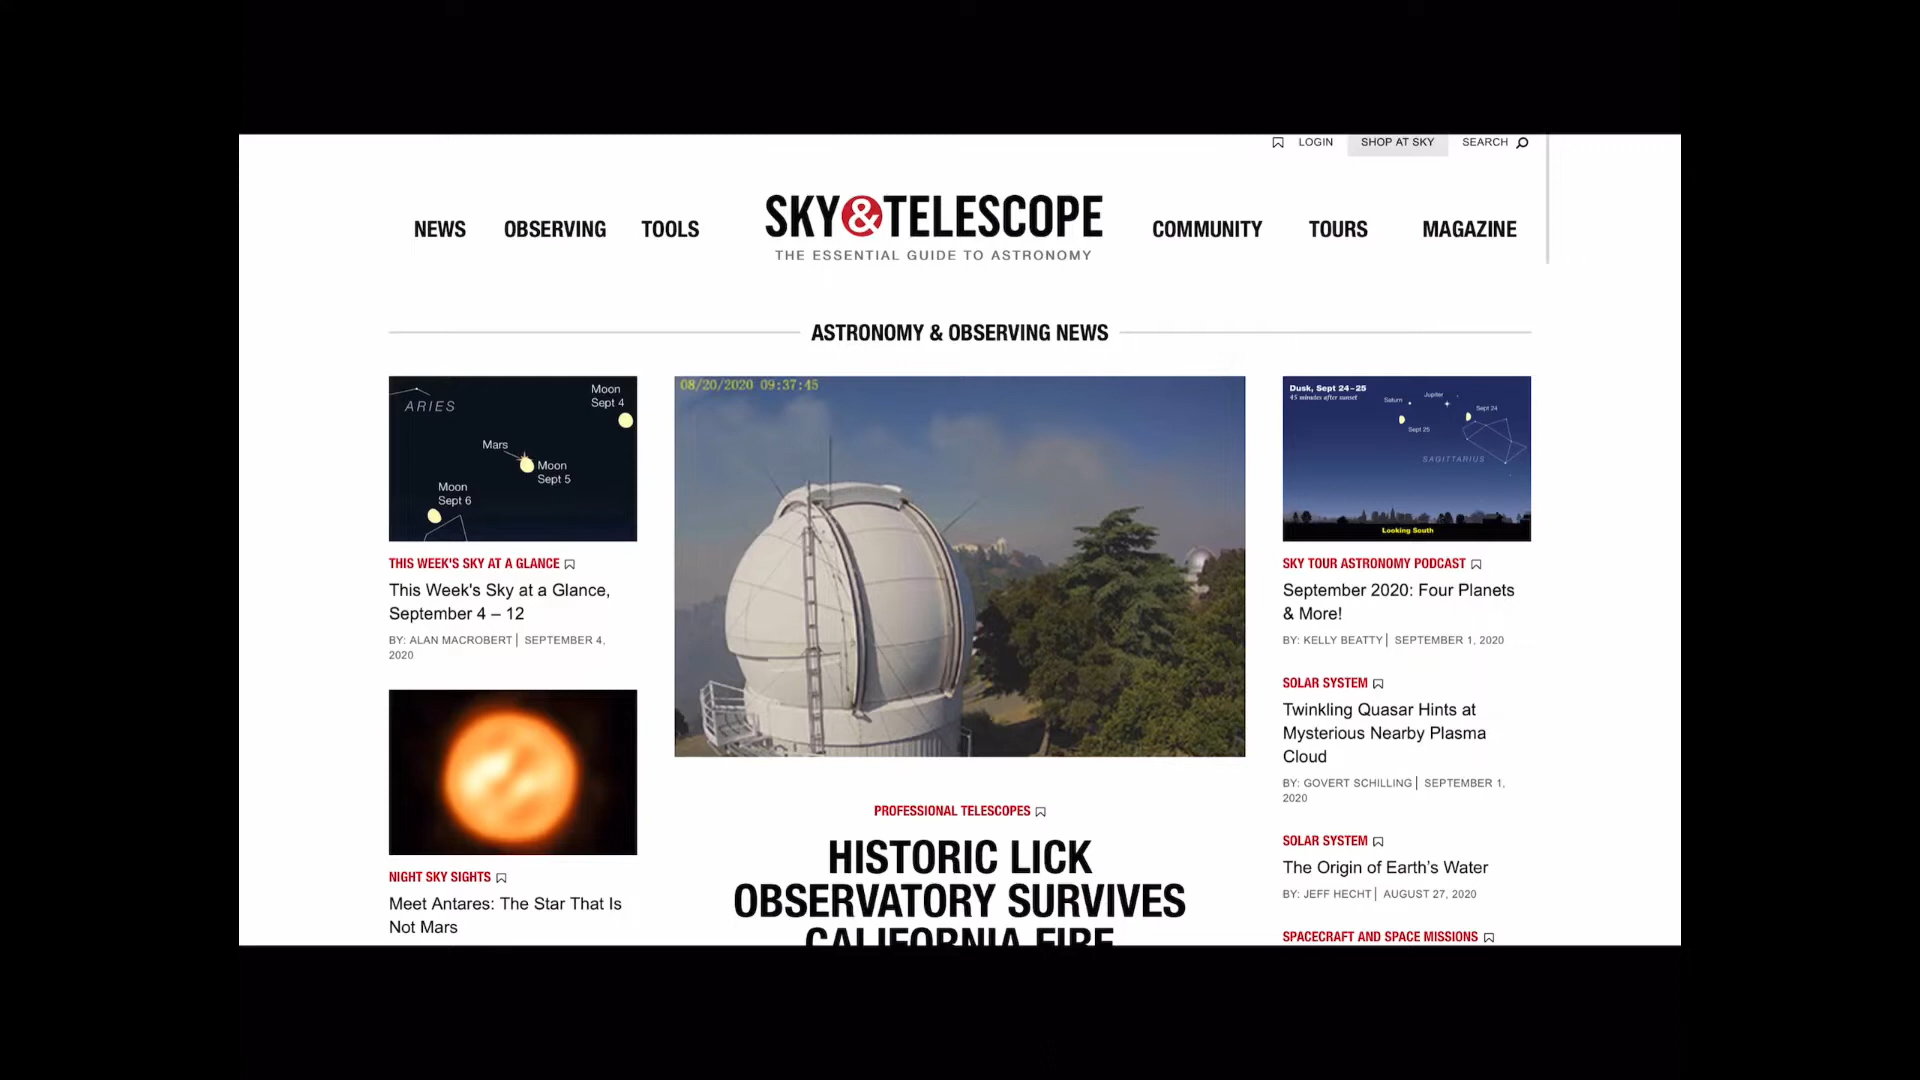 LOGIN
SHOP AT SKY
SEARCH
NEWS
OBSERVING
TOOLS
SKY&TELESCOPE
THE ESSENTIAL GUIDE TO ASTRONOMY
COMMUNITY
TOURS
MAGAZINE
ASTRONOMY & OBSERVING NEWS
ARIES
Moon
Sept 4
Mars
Moon
Sept 5
Moon
Sept 6
THIS WEEK'S SKY AT A GLANCE
This Week's Sky at a Glance,
September 4 – 12
BY: ALAN MACROBERT | SEPTEMBER 4,
2020
NIGHT SKY SIGHTS
Meet Antares: The Star That Is
Not Mars
08/20/2020 09:37:45
PROFESSIONAL TELESCOPES
HISTORIC LICK
OBSERVATORY SURVIVES
CALIFORNIA FIRE
Dusk, Sept 24–25
45 minutes after sunset
Saturn
Jupiter
Sept 24
Sept 25
SAGITTARIUS
Looking South
SKY TOUR ASTRONOMY PODCAST
September 2020: Four Planets
& More!
BY: KELLY BEATTY | SEPTEMBER 1, 2020
SOLAR SYSTEM
Twinkling Quasar Hints at
Mysterious Nearby Plasma
Cloud
BY: GOVERT SCHILLING | SEPTEMBER 1,
2020
SOLAR SYSTEM
The Origin of Earth’s Water
BY: JEFF HECHT | AUGUST 27, 2020
SPACECRAFT AND SPACE MISSIONS